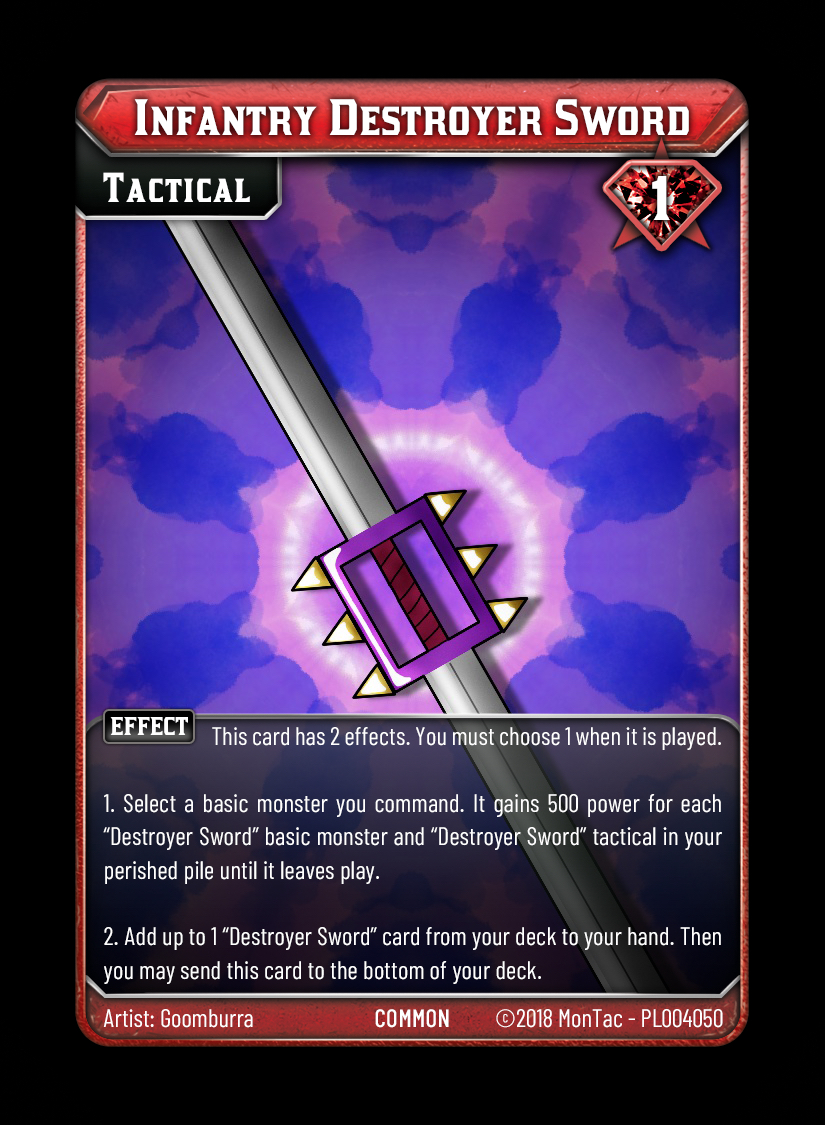 Infantry Destroyer Sword
Tactical
1
EFFECT
This card has 2 effects. You must choose 1 when it is played.
1. Select a basic monster you command. It gains 500 power for each
“Destroyer Sword” basic monster and “Destroyer Sword” tactical in your
perished pile until it leaves play.
2. Add up to 1 “Destroyer Sword” card from your deck to your hand. Then
you may send this card to the bottom of your deck.
Artist: Goomburra
COMMON
©2018 MonTac - PL004050